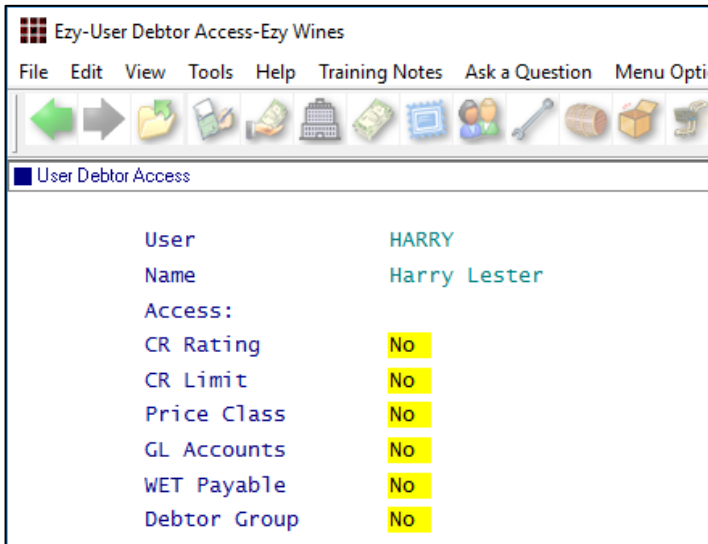 Ezy-User Debtor Access-Ezy Wines
File Edit View Tools Help Training Notes Ask a Question Menu Opti
User Debtor Access
User HARRY
Name Harry Lester
Access:
CR Rating No
CR Limit No
Price Class No
GL Accounts No
WET Payable No
Debtor Group No